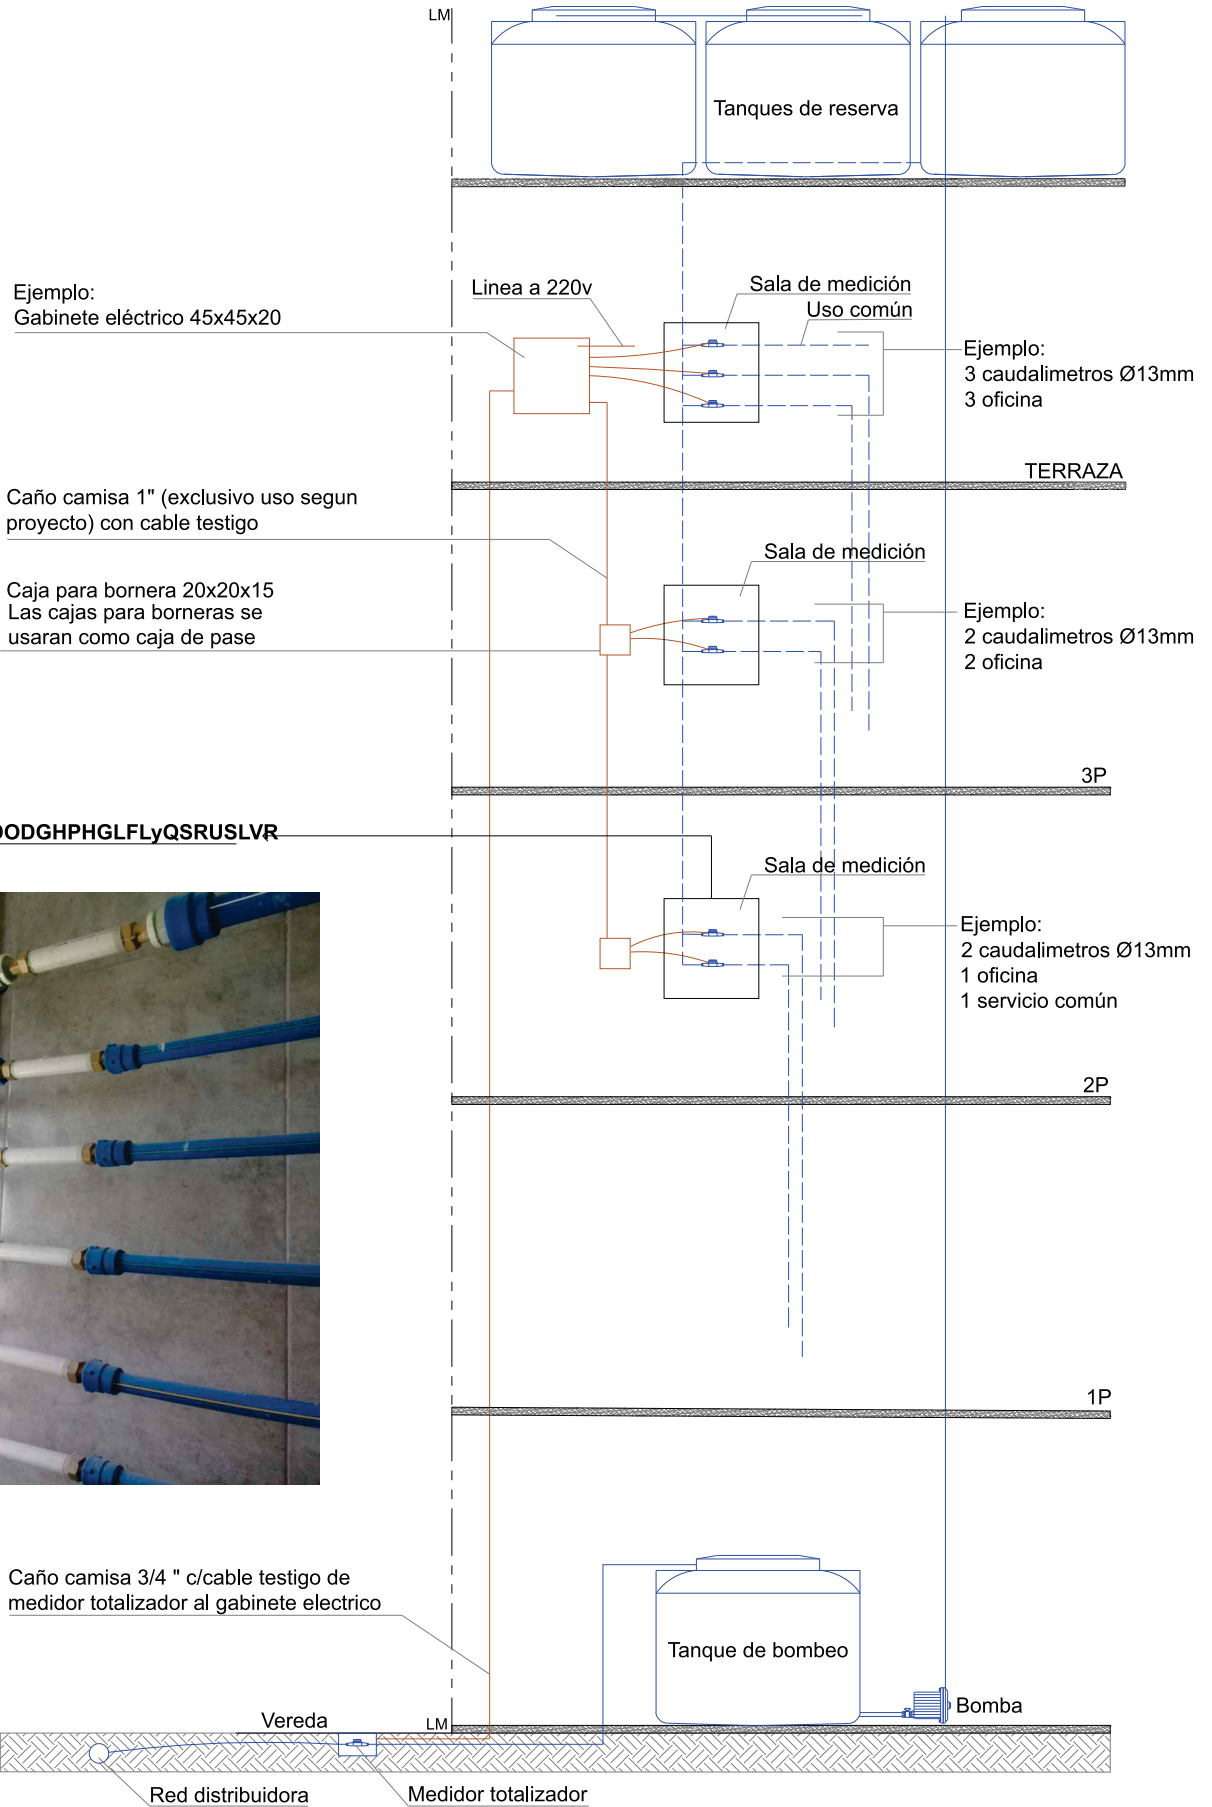 LM
Tanques de reserva
Ejemplo:
Gabinete eléctrico 45x45x20
Linea a 220v
Sala de medición
Uso común
Ejemplo:
3 caudalimetros Ø13mm
3 oficina
TERRAZA
Caño camisa 1" (exclusivo uso segun
proyecto) con cable testigo
Sala de medición
Caja para bornera 20x20x15
Las cajas para borneras se
usaran como caja de pase
Ejemplo:
2 caudalimetros Ø13mm
2 oficina
3P
ODGHPHGLFLyQSRUSLVR
Sala de medición
Ejemplo:
2 caudalimetros Ø13mm
1 oficina
1 servicio común
2P
1P
Caño camisa 3/4 " c/cable testigo de
medidor totalizador al gabinete electrico
Tanque de bombeo
Bomba
Vereda
LM
Red distribuidora
Medidor totalizador